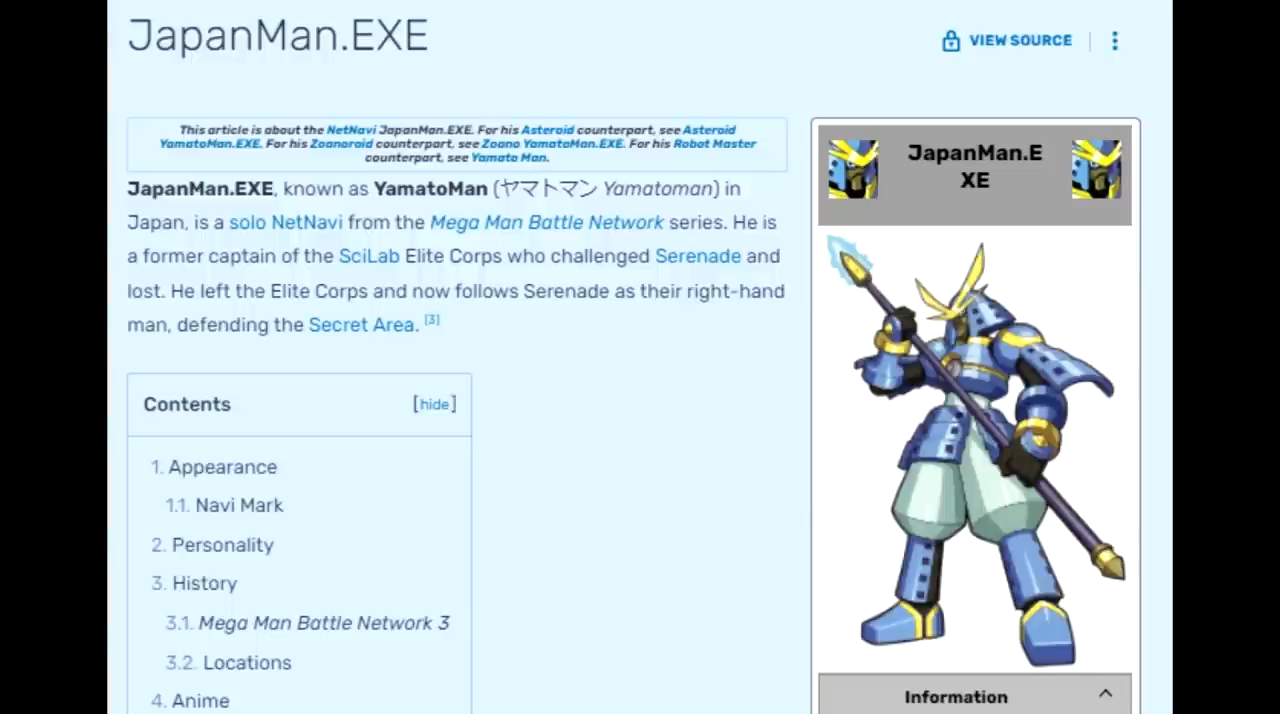 JapanMan.EXE
VIEW SOURCE
This article is about the NetNavi JapanMan.EXE. For his Asteroid counterpart, see Asteroid
YamatoMan.EXE. For his Zoanoroid counterpart, see Zoano YamatoMan.EXE. For his Robot Master
counterpart, see Yamato Man.
JapanMan.EXE, known as YamatoMan (ヤマトマン Yamatoman) in
Japan, is a solo NetNavi from the Mega Man Battle Network series. He is
a former captain of the SciLab Elite Corps who challenged Serenade and
lost. He left the Elite Corps and now follows Serenade as their right-hand
man, defending the Secret Area. [3]
Contents [hide]
1. Appearance
1.1. Navi Mark
2. Personality
3. History
3.1. Mega Man Battle Network 3
3.2. Locations
4. Anime
JapanMan.E
XE
Information